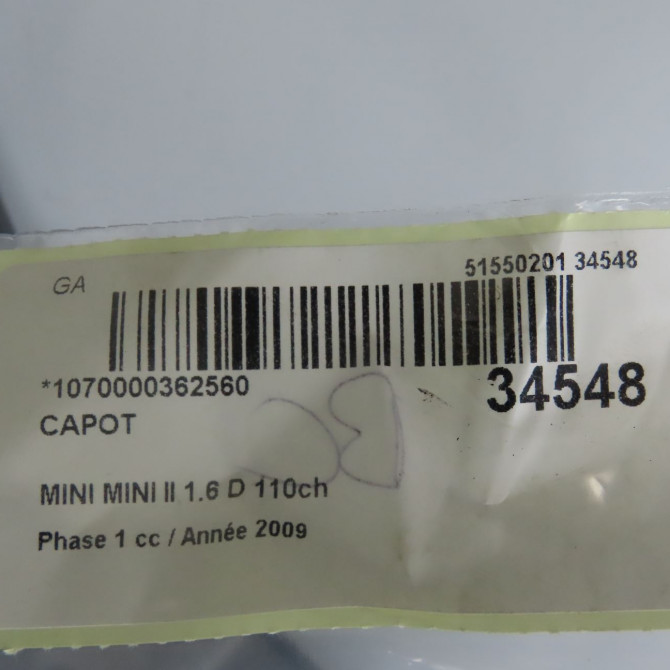 GA
51550201 34548
*1070000362560
34548
CAPOT
MINI MINI II 1.6 D 110ch
Phase 1 cc / Année 2009